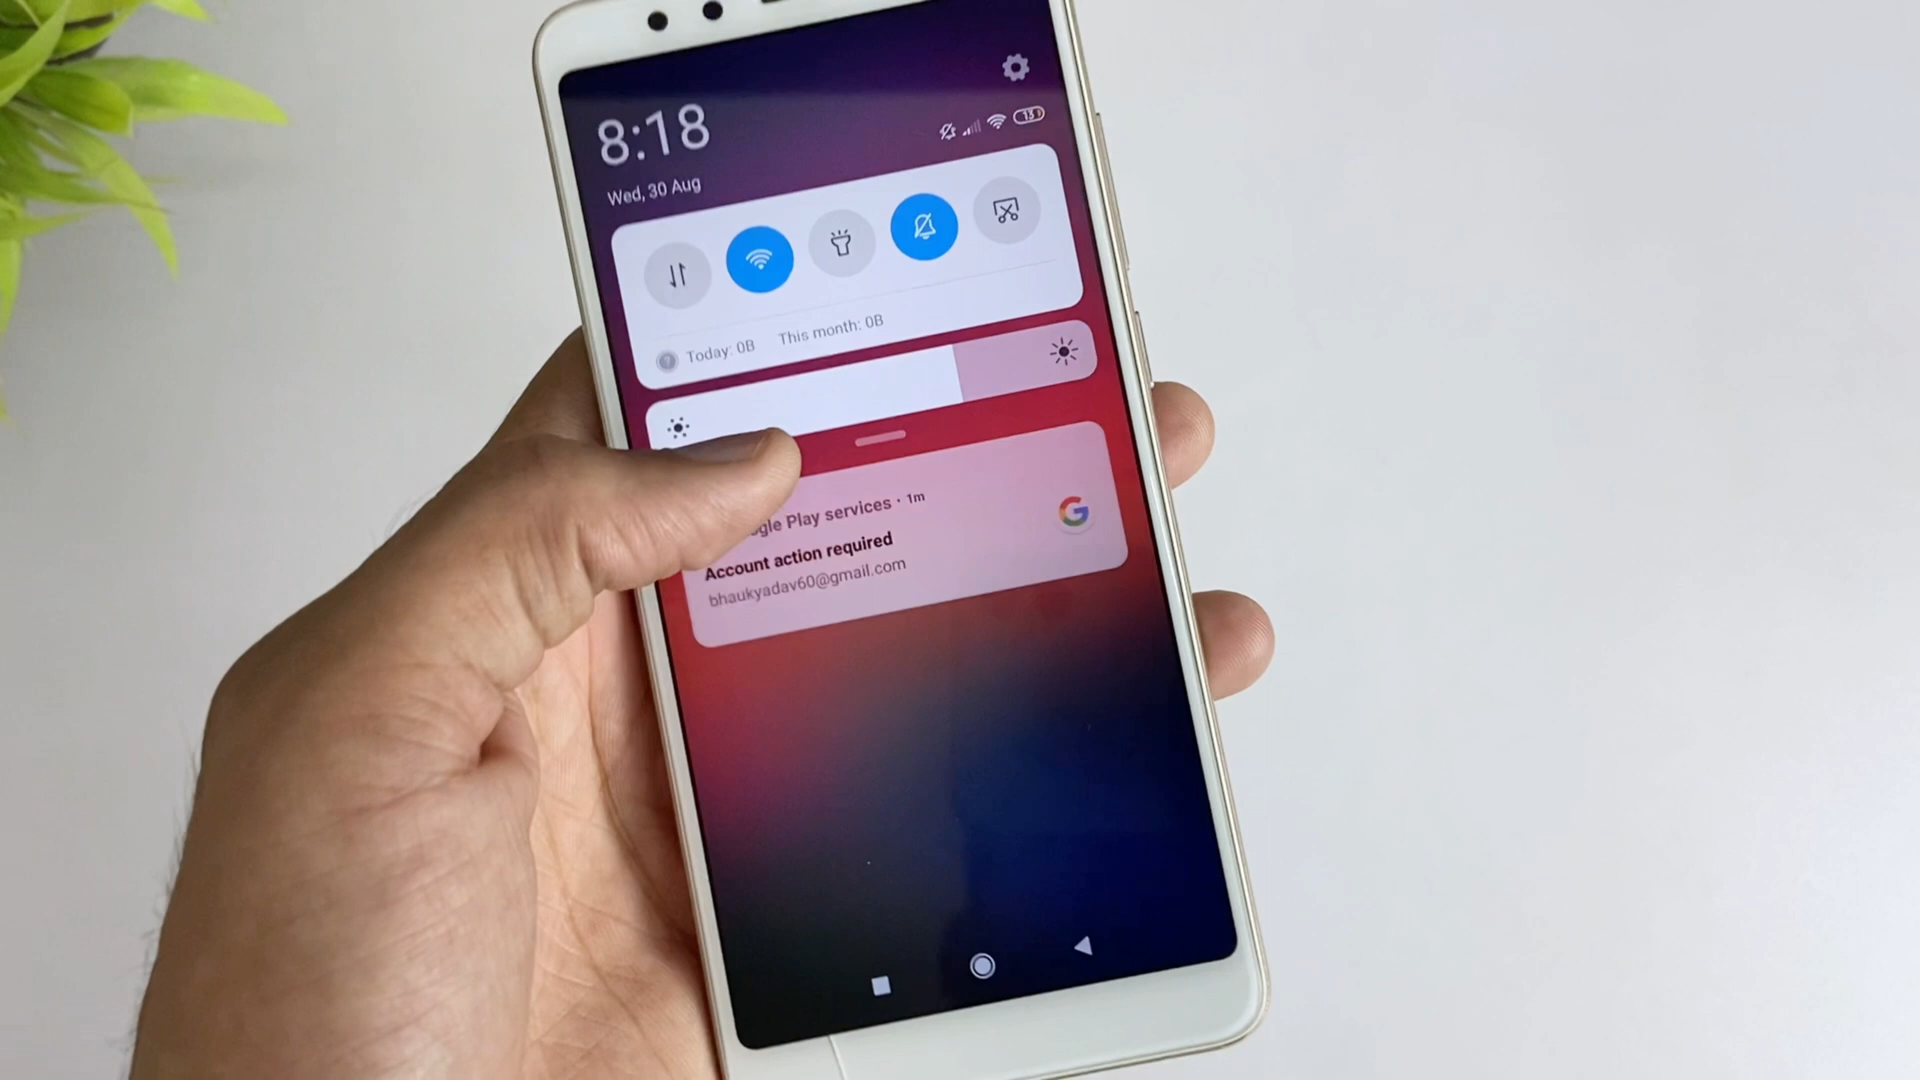 8:18
13
Wed, 30 Aug
Today: 0B This month: 0B
Play services · 1m
Account action required
bhaukyadav60@gmail.com